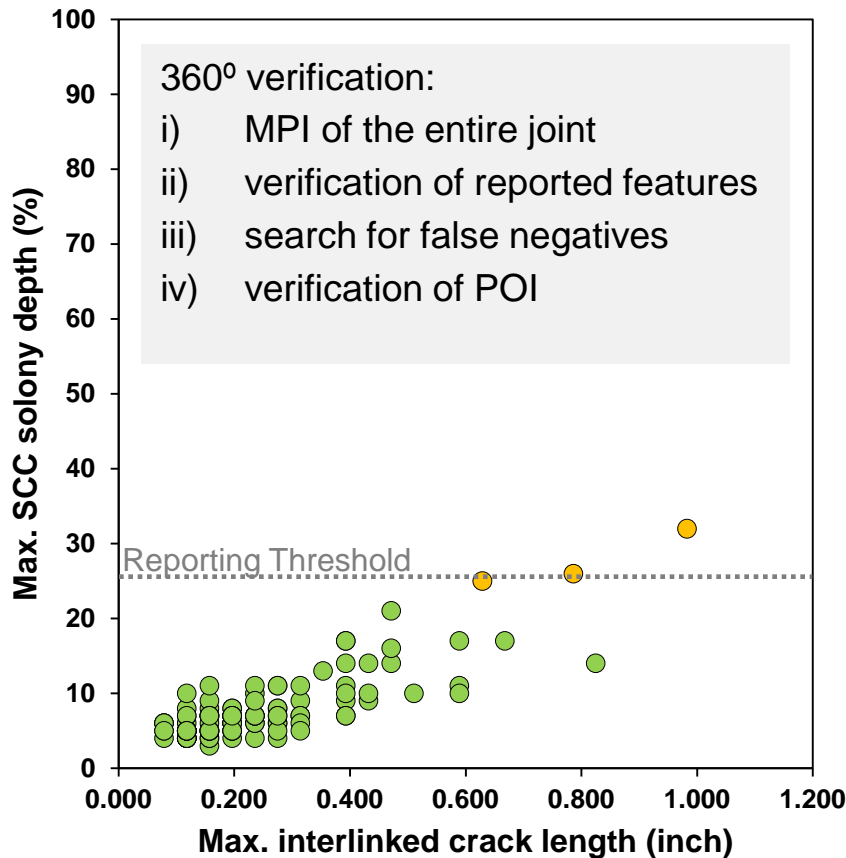 100
90
80
70
60
50
40
30
20
10
0
Max. SCC solony depth (%)
360º verification:
i) MPI of the entire joint
ii) verification of reported features
iii) search for false negatives
iv) verification of POI
Reporting Threshold
0.000 0.200 0.400 0.600 0.800 1.000 1.200
Max. interlinked crack length (inch)